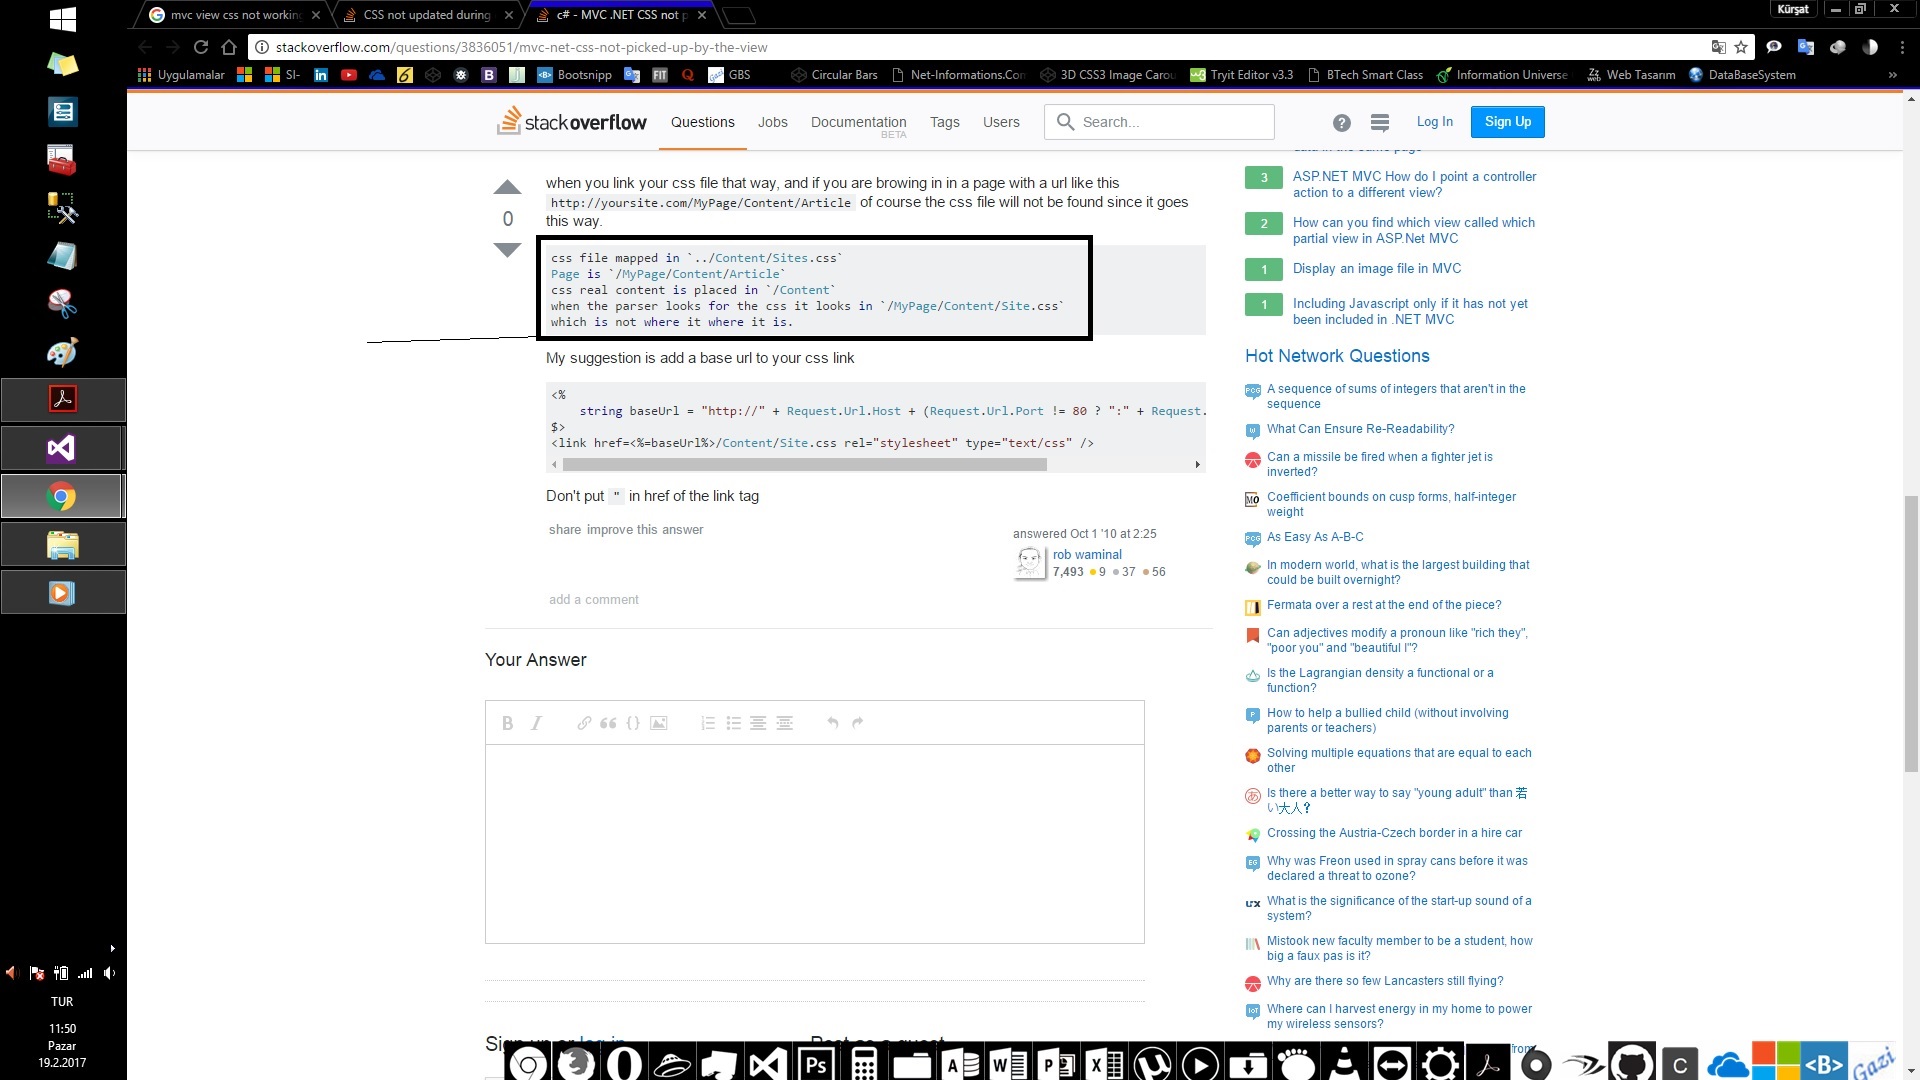 mvc view css not working
CSS not updated during
c# - MVC .NET CSS not p
Kürşat
stackoverflow.com/questions/3836051/mvc-net-css-not-picked-up-by-the-view
Uygulamalar
SI-
Bootsnipp
FIT
GBS
Circular Bars
Net-Informations.Com
3D CSS3 Image Carou
Tryit Editor v3.3
BTech Smart Class
Information Universe
Web Tasarım
DataBaseSystem
stackoverflow
Questions
Jobs
Documentation
BETA
Tags
Users
Search...
Log In
Sign Up
when you link your css file that way, and if you are browing in in a page with a url like this
http://yoursite.com/MyPage/Content/Article of course the css file will not be found since it goes
this way.
0
css file mapped in `../Content/Sites.css`
Page is `/MyPage/Content/Article`
css real content is placed in `/Content`
when the parser looks for the css it looks in `/MyPage/Content/Site.css`
which is not where it where it is.
My suggestion is add a base url to your css link
<%
string baseUrl = "http://" + Request.Url.Host + (Request.Url.Port != 80 ? ":" + Request.
$>
<link href=<%=baseUrl%>/Content/Site.css rel="stylesheet" type="text/css" />
Don't put " in href of the link tag
share improve this answer
answered Oct 1 '10 at 2:25
rob waminal
7,493 9 37 56
add a comment
Your Answer
B I
data in the same page
3 ASP.NET MVC How do I point a controller
action to a different view?
2 How can you find which view called which
partial view in ASP.Net MVC
1 Display an image file in MVC
1 Including Javascript only if it has not yet
been included in .NET MVC
Hot Network Questions
A sequence of sums of integers that aren't in the
sequence
What Can Ensure Re-Readability?
Can a missile be fired when a fighter jet is
inverted?
Coefficient bounds on cusp forms, half-integer
weight
As Easy As A-B-C
In modern world, what is the largest building that
could be built overnight?
Fermata over a rest at the end of the piece?
Can adjectives modify a pronoun like "rich they",
"poor you" and "beautiful I"?
Is the Lagrangian density a functional or a
function?
How to help a bullied child (without involving
parents or teachers)
Solving multiple equations that are equal to each
other
Is there a better way to say "young adult" than 若
い大人?
Crossing the Austria-Czech border in a hire car
Why was Freon used in spray cans before it was
declared a threat to ozone?
What is the significance of the start-up sound of a
system?
Mistook new faculty member to be a student, how
big a faux pas is it?
Why are there so few Lancasters still flying?
Where can I harvest energy in my home to power
my wireless sensors?
from
Sign up or log in
Post as a guest
TUR
11:50
Pazar
19.2.2017
Ps
C
<B>
Gazi